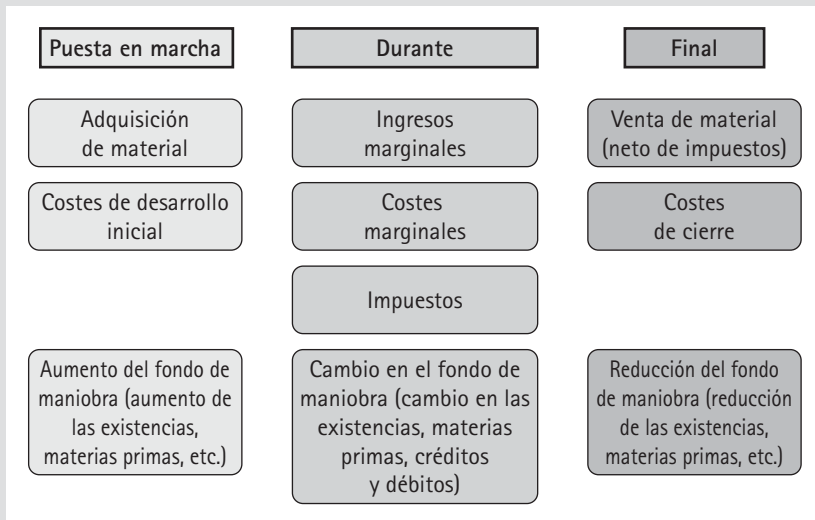 Puesta en marcha
Durante
Final
Adquisición
de material
Ingresos
marginales
Venta de material
(neto de impuestos)
Costes de desarrollo
inicial
Costes
marginales
Costes
de cierre
Impuestos
Aumento del fondo de
maniobra (aumento de
las existencias,
materias primas, etc.)
Cambio en el fondo de
maniobra (cambio en las
existencias, materias
primas, créditos
y débitos)
Reducción del fondo
de maniobra (reducción
de las existencias,
materias primas, etc.)